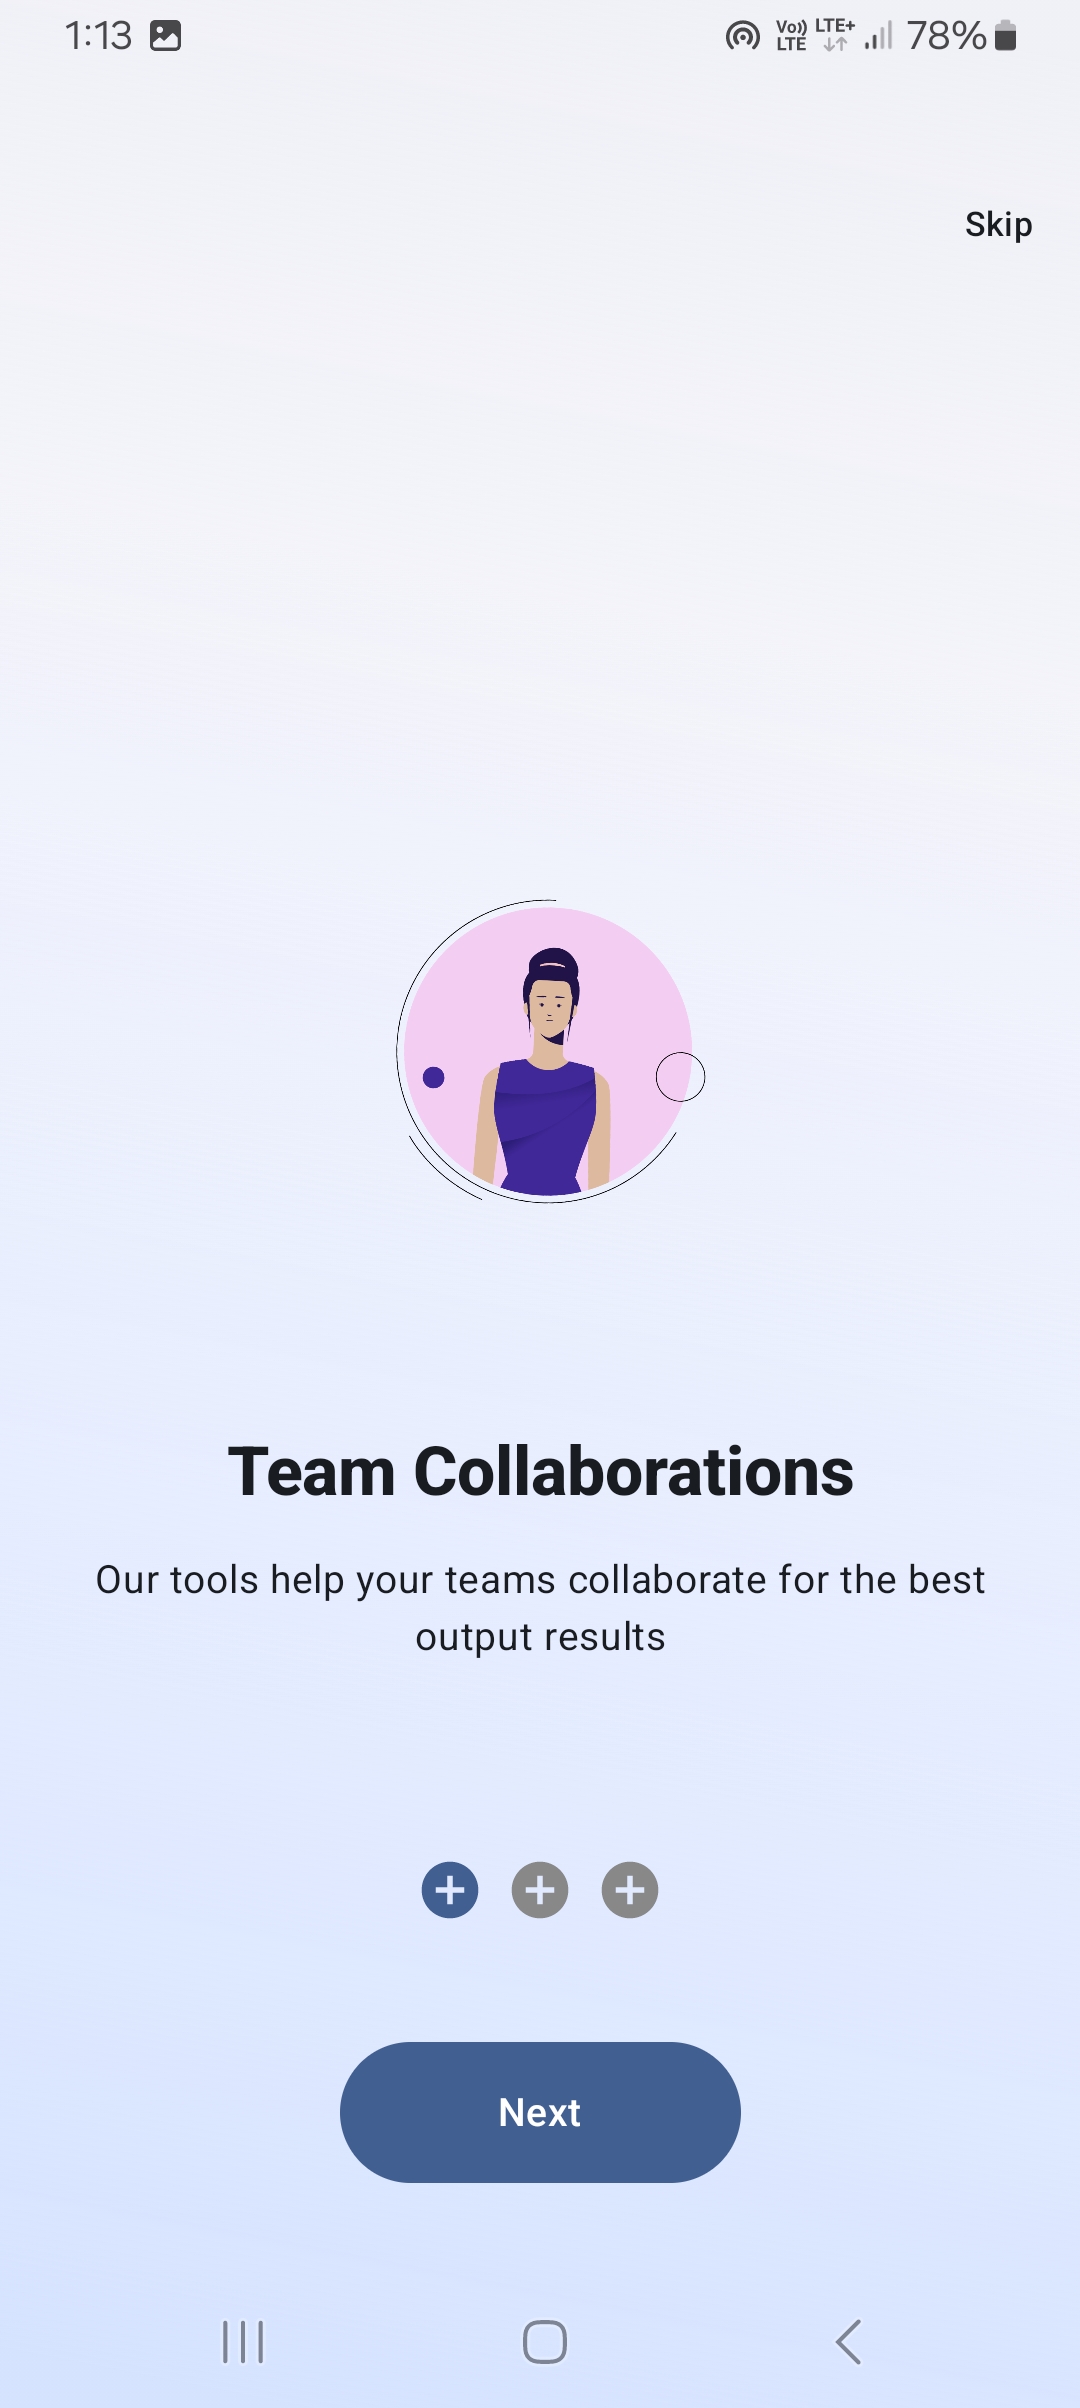 1:13
Vo)) LTE LTE+ 78%
Skip
Team Collaborations
Our tools help your teams collaborate for the best
output results
Next